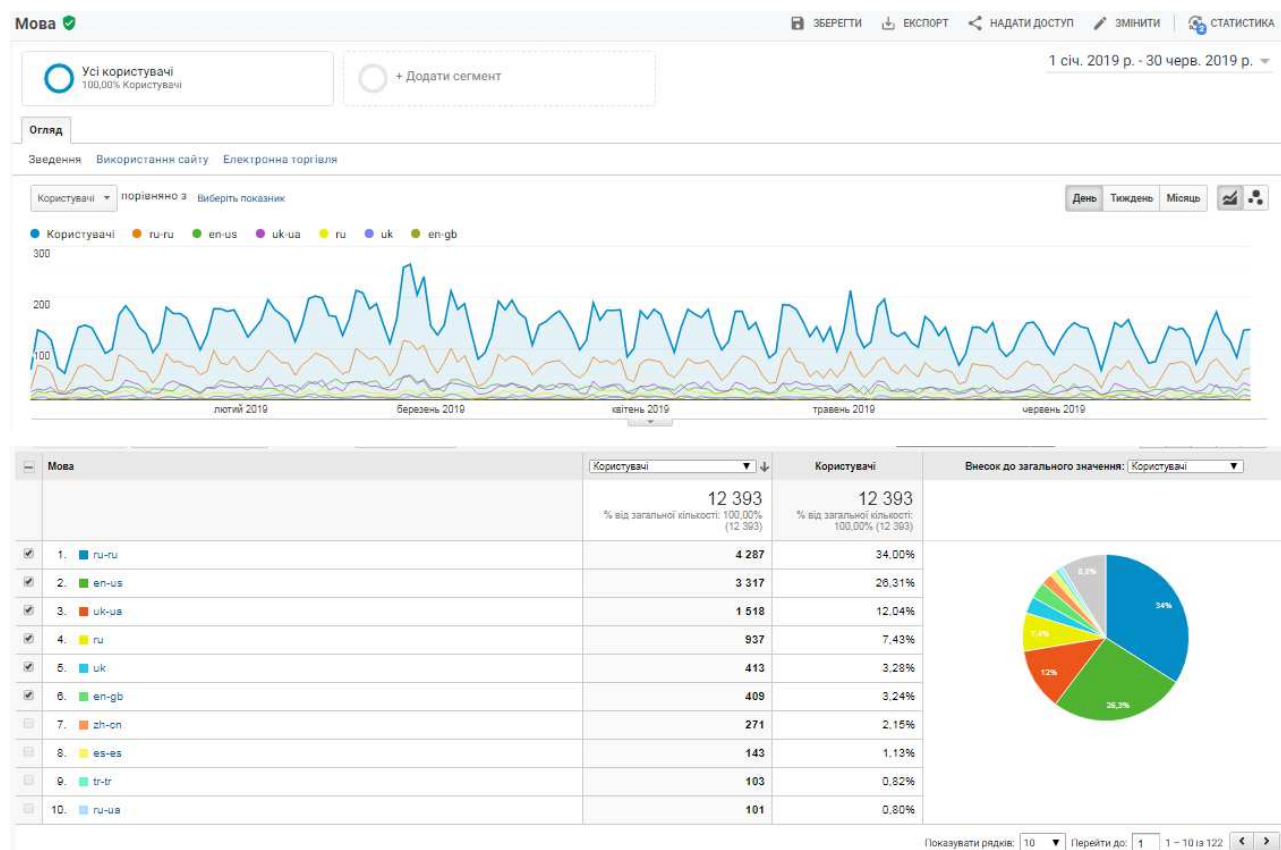 Мова
ЗБЕРЕГТИ ЕКСПОРТ НАДАТИ ДОСТУП ЗМІНИТИ 2 СТАТИСТИКА
Усі користувачі
100,00% Користувачі
+ Додати сегмент
1 січ. 2019 р. - 30 черв. 2019 р.
Огляд
Зведення Використання сайту Електронна торгівля
Користувачі порівняно з Виберіть показник
День Тиждень Місяць
Користувачі ru-ru en-us uk-ua ru uk en-gb
300
200
100
лютий 2019 березень 2019 квітень 2019 травень 2019 червень 2019
Мова Користувачі Користувачі Внесок до загального значення: Користувачі
12 393 12 393
% від загальної кількості: 100,00% (12 393) % від загальної кількості: 100,00% (12 393)
1. ru-ru 4 287 34,00%
2. en-us 3 317 26,31%
3. uk-ua 1 518 12,04%
4. ru 937 7,43%
5. uk 413 3,28%
6. en-gb 409 3,24%
7. zh-cn 271 2,15%
8. es-es 143 1,13%
9. tr-tr 103 0,82%
10. ru-ua 101 0,80%
34%
7,4%
12%
26,3%
Показувати рядків: 10 Перейти до: 1 1 – 10 із 122